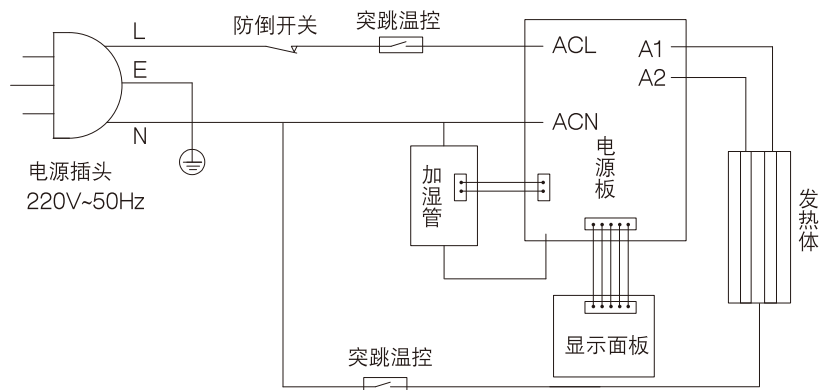 L
防倒开关
突跳温控
ACL
A1
E
A2
N
ACN
电源插头
220V~50Hz
加湿管
电源板
发热体
显示面板
突跳温控